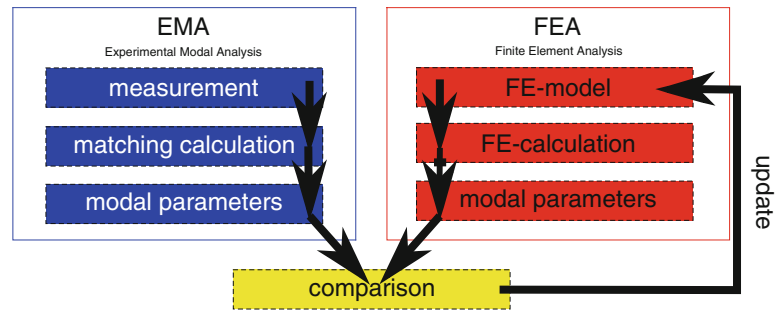 EMA
Experimental Modal Analysis
measurement
matching calculation
modal parameters
FEA
Finite Element Analysis
FE-model
FE-calculation
modal parameters
update
comparison